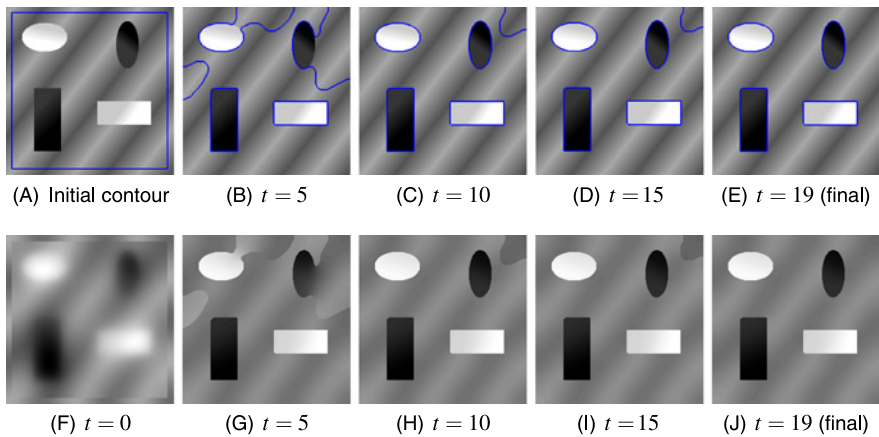 (A) Initial contour
(B) t = 5
(C) t = 10
(D) t = 15
(E) t = 19 (final)
(F) t = 0
(G) t = 5
(H) t = 10
(I) t = 15
(J) t = 19 (final)